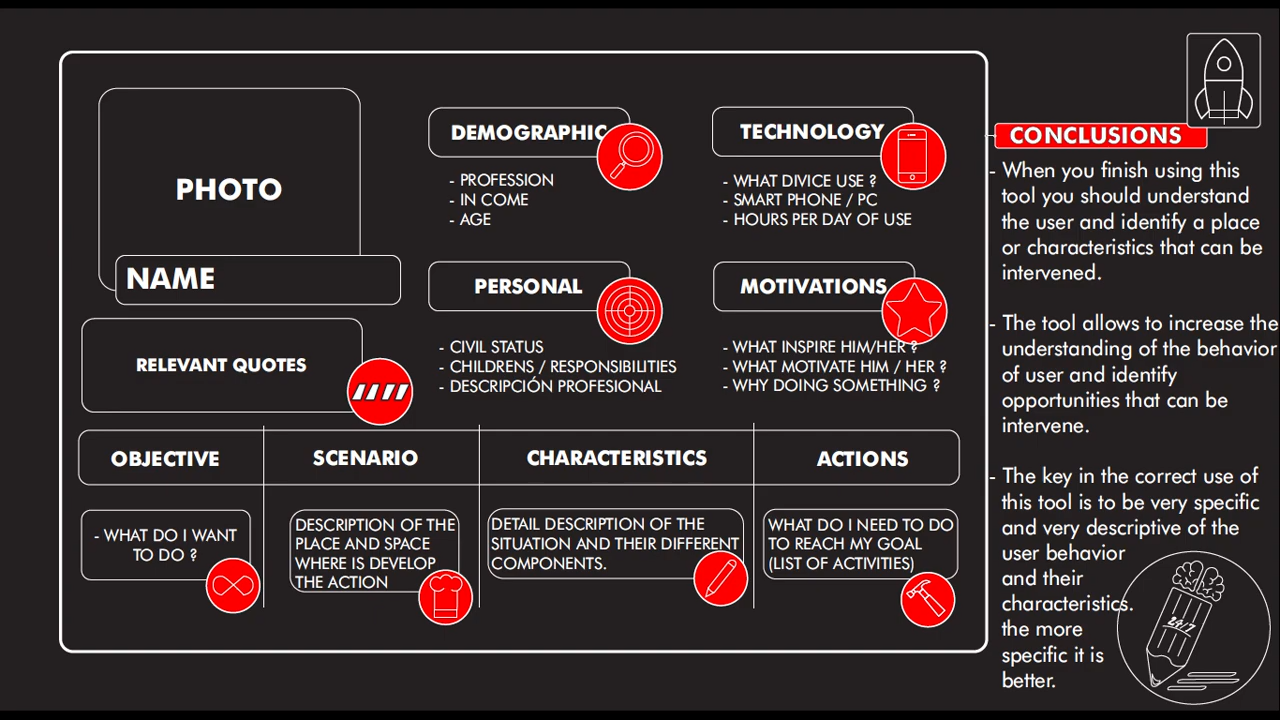 PHOTO
NAME
RELEVANT QUOTES
DEMOGRAPHIC
- PROFESSION
- IN COME
- AGE
TECHNOLOGY
- WHAT DIVICE USE ?
- SMART PHONE / PC
- HOURS PER DAY OF USE
PERSONAL
- CIVIL STATUS
- CHILDRENS / RESPONSIBILITIES
- DESCRIPCIÓN PROFESIONAL
MOTIVATIONS
- WHAT INSPIRE HIM/HER ?
- WHAT MOTIVATE HIM / HER ?
- WHY DOING SOMETHING ?
OBJECTIVE
- WHAT DO I WANT
TO DO ?
SCENARIO
DESCRIPTION OF THE
PLACE AND SPACE
WHERE IS DEVELOP
THE ACTION
CHARACTERISTICS
DETAIL DESCRIPTION OF THE
SITUATION AND THEIR DIFFERENT
COMPONENTS.
ACTIONS
WHAT DO I NEED TO DO
TO REACH MY GOAL
(LIST OF ACTIVITIES)
- CONCLUSIONS
- When you finish using this
tool you should understand
the user and identify a place
or characteristics that can be
intervened.
- The tool allows to increase the
understanding of the behavior
of user and identify
opportunities that can be
intervene.
- The key in the correct use of
this tool is to be very specific
and very descriptive of the
user behavior
and their
characteristics.
the more
specific it is
better.
24/7